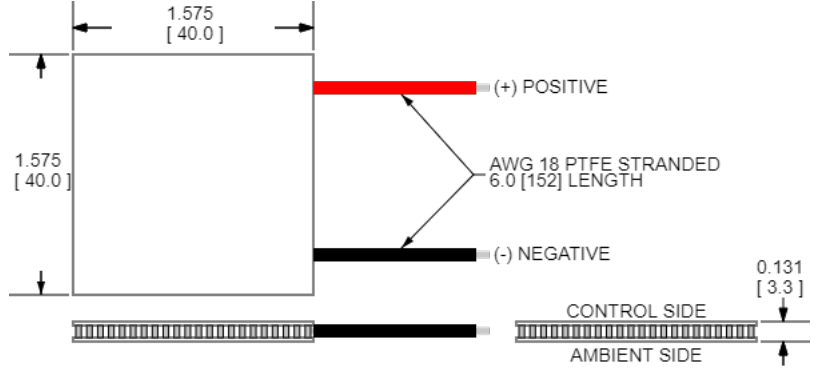 1.575
[ 40.0 ]
(+) POSITIVE
1.575
[ 40.0 ]
AWG 18 PTFE STRANDED
6.0 [152] LENGTH
(-) NEGATIVE
0.131
[ 3.3 ]
CONTROL SIDE
AMBIENT SIDE